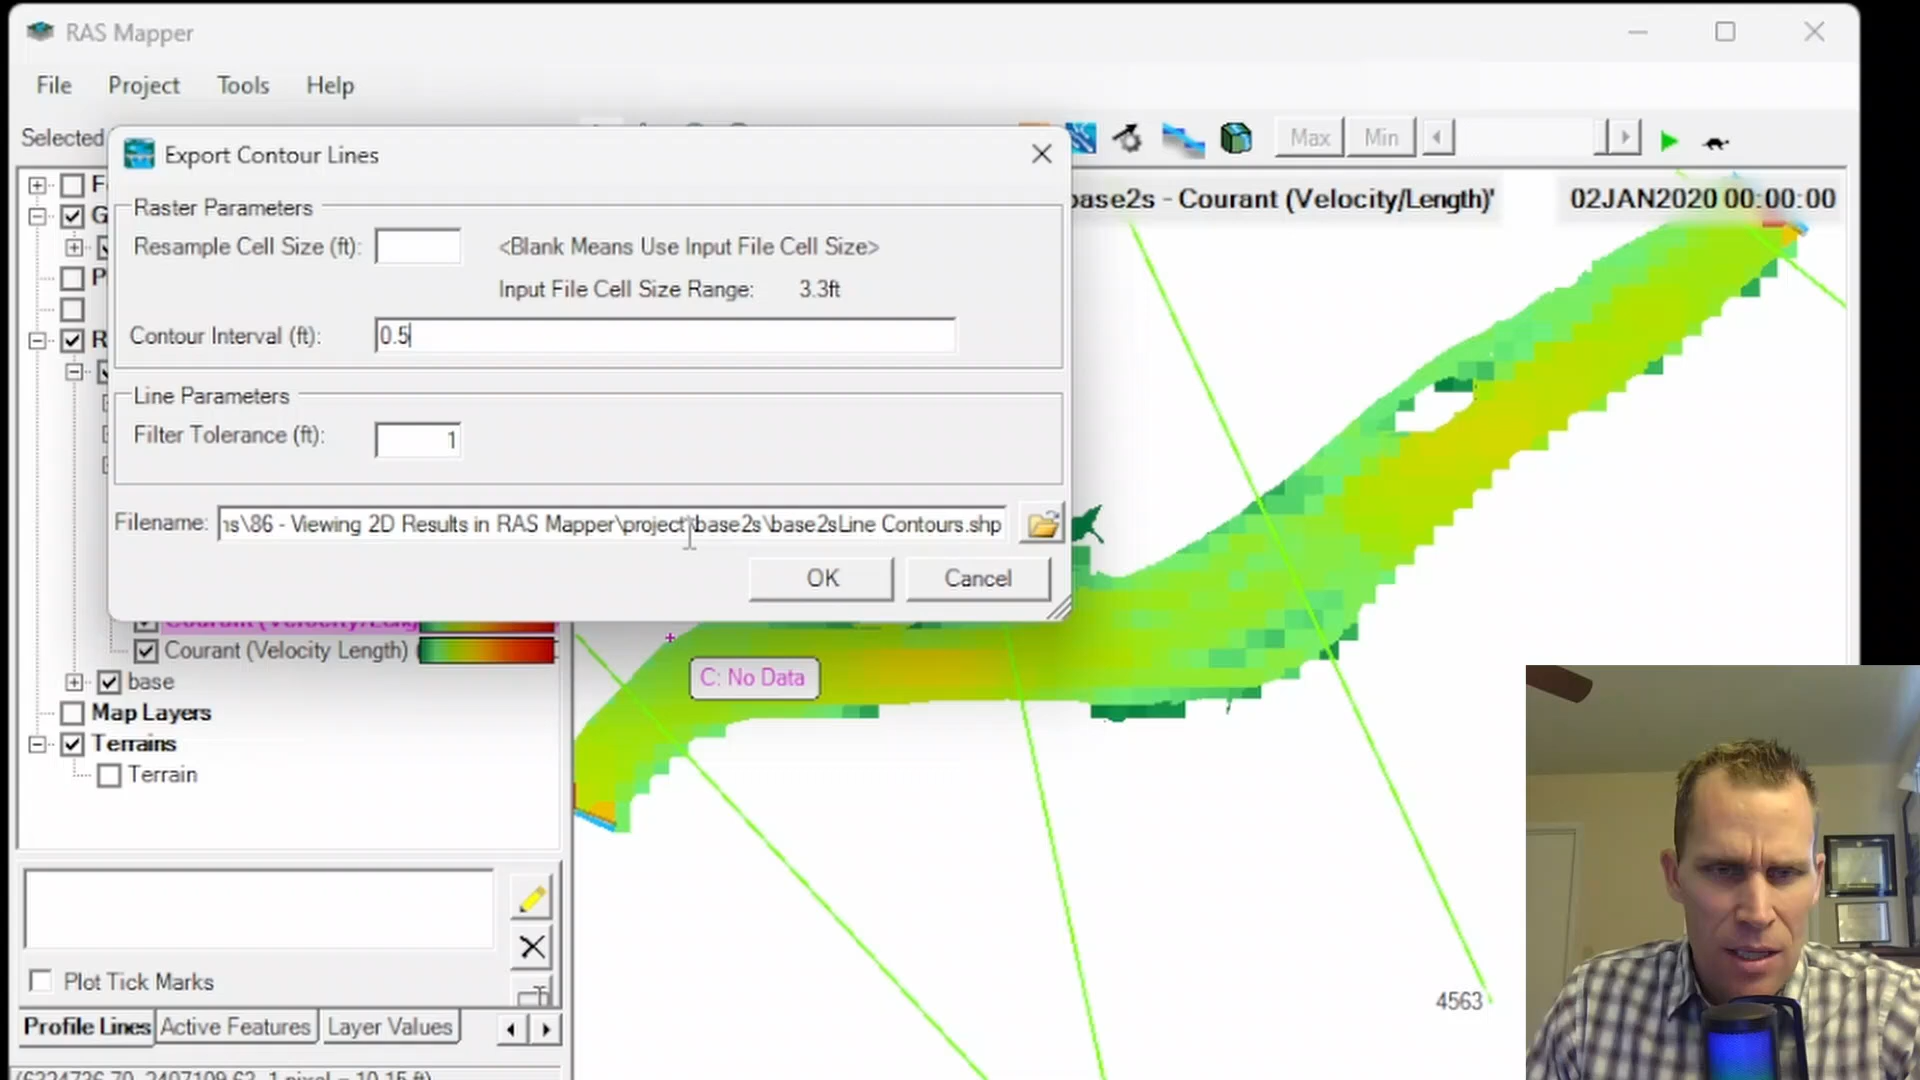 RAS Mapper
File Project Tools Help
Selected
Max Min
Export Contour Lines
Raster Parameters
Resample Cell Size (ft): <Blank Means Use Input File Cell Size>
Input File Cell Size Range: 3.3ft
Contour Interval (ft): 0.5
Line Parameters
Filter Tolerance (ft): 1
Filename: \86 - Viewing 2D Results in RAS Mapper\project\base2s\base2sLine Contours.shp
OK Cancel
base2s - Courant (Velocity/Length)' 02JAN2020 00:00:00
F
G
P
R
Courant (Velocity/Leng
Courant (Velocity Length)
base
Map Layers
Terrains
Terrain
C: No Data
4563
Plot Tick Marks
Profile Lines Active Features Layer Values